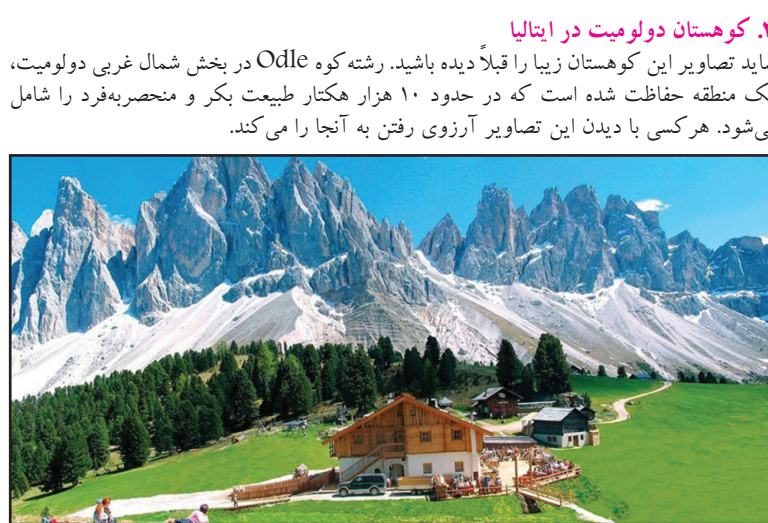 ۲. کوهستان دولومیت در ایتالیا
شاید تصاویر این کوهستان زیبا را قبلاً دیده باشید. رشته‌کوه Odle در بخش شمال غربی دولومیت،
یک منطقه حفاظت شده است که در حدود ۱۰ هزار هکتار طبیعت بکر و منحصربه‌فرد را شامل
می‌شود. هرکسی با دیدن این تصاویر آرزوی رفتن به آنجا را می‌کند.